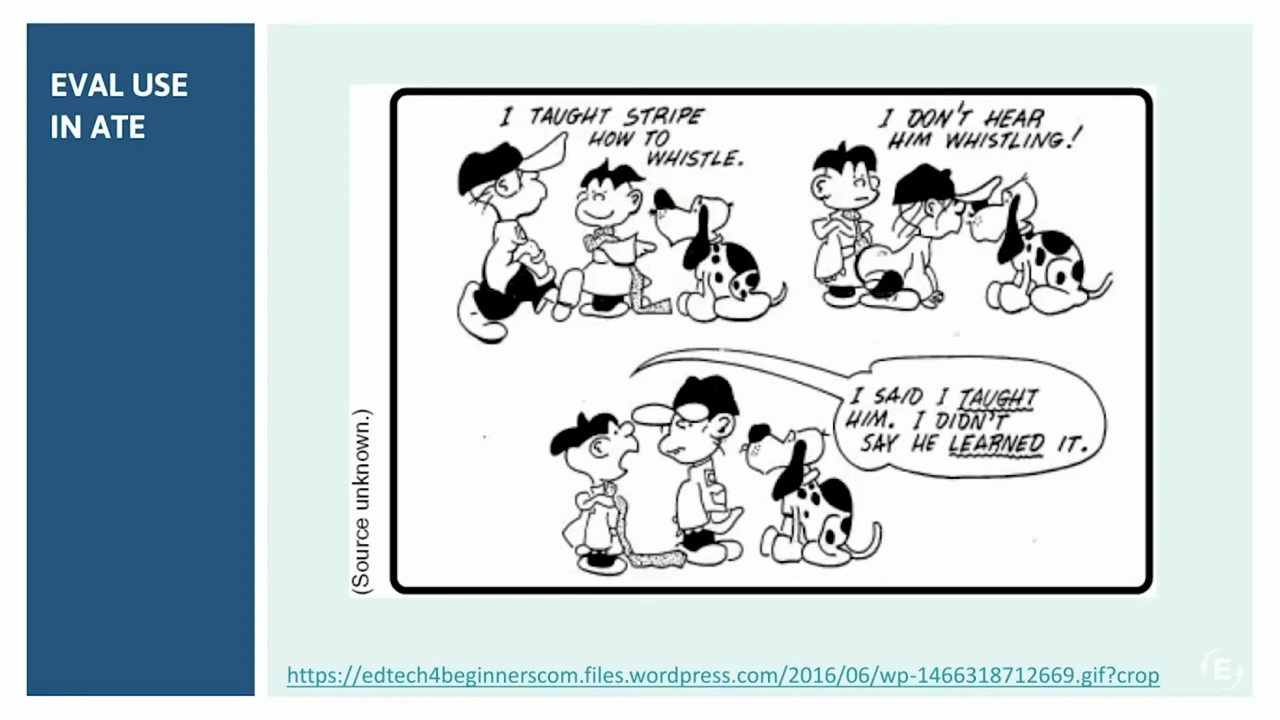 EVAL USE
IN ATE
I TAUGHT STRIPE
HOW TO
WHISTLE.
I DON'T HEAR
HIM WHISTLING!
I SAID I TAUGHT
HIM. I DIDN'T
SAY HE LEARNED IT.
(Source unknown.)
https://edtech4beginnerscom.files.wordpress.com/2016/06/wp-1466318712669.gif?crop
E